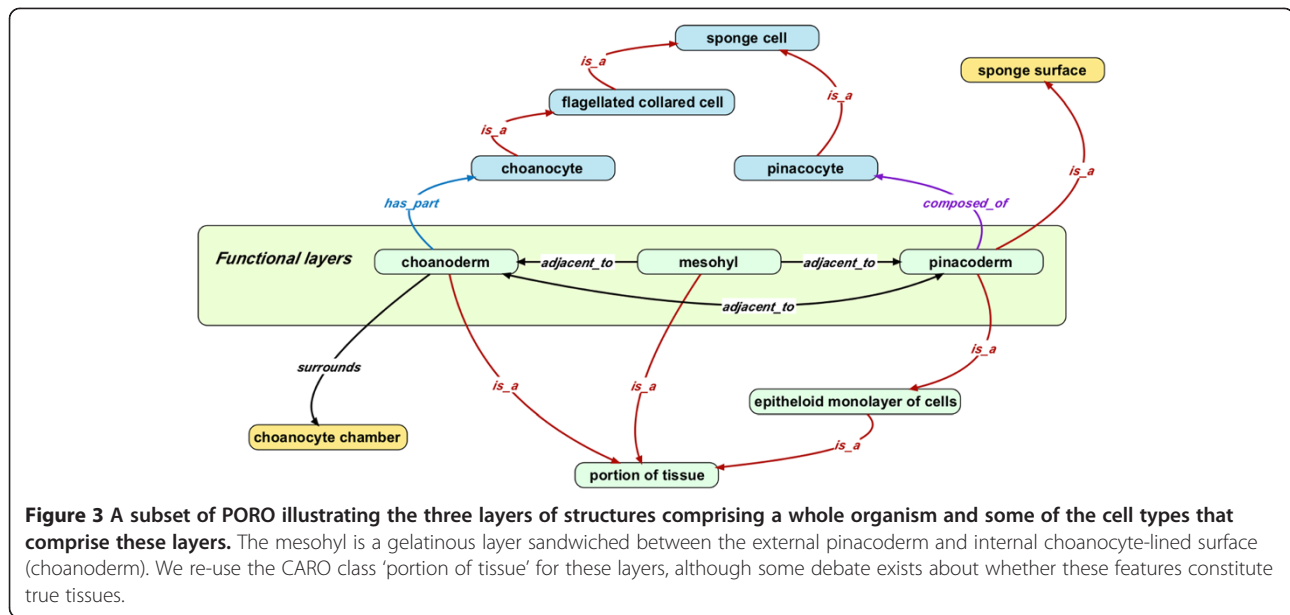 sponge cell
is_a
sponge surface
flagellated collared cell
is_a
is_a
choanocyte
pinacocyte
is_a
has_part
composed_of
Functional layers
choanoderm
adjacent_to
mesohyl
adjacent_to
pinacoderm
adjacent_to
surrounds
is_a
is_a
is_a
epitheloid monolayer of cells
choanocyte chamber
is_a
portion of tissue
Figure 3 A subset of PORO illustrating the three layers of structures comprising a whole organism and some of the cell types that
comprise these layers. The mesohyl is a gelatinous layer sandwiched between the external pinacoderm and internal choanocyte-lined surface
(choanoderm). We re-use the CARO class ‘portion of tissue’ for these layers, although some debate exists about whether these features constitute
true tissues.